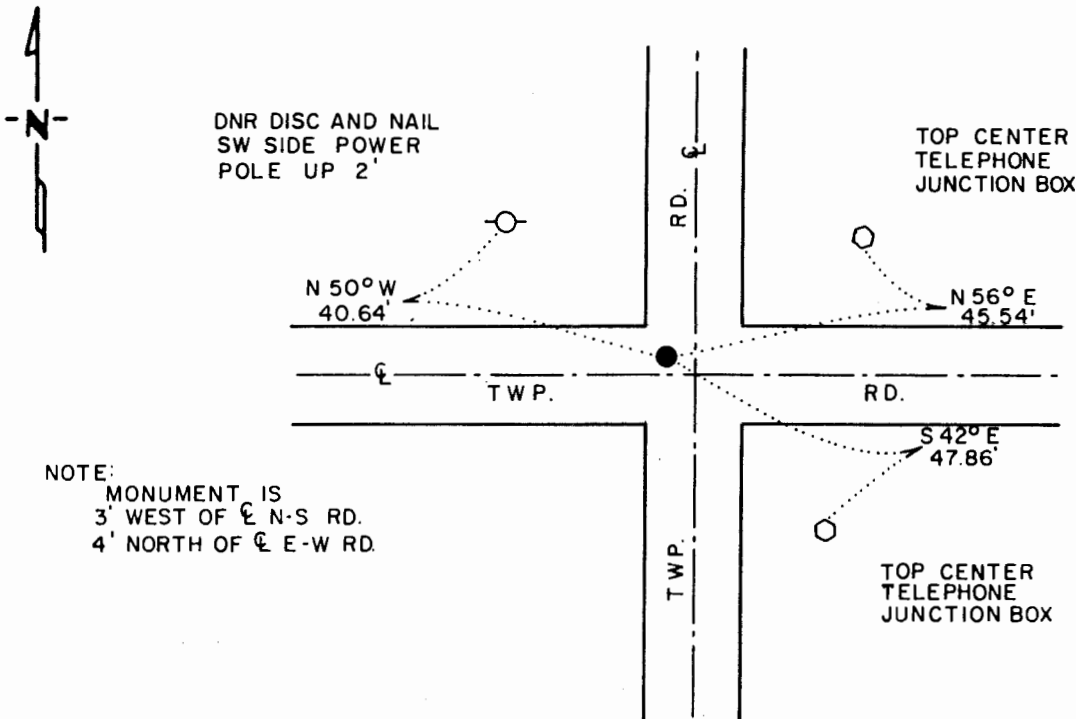 N
DNR DISC AND NAIL
SW SIDE POWER
POLE UP 2'
RD. ℄
TOP CENTER
TELEPHONE
JUNCTION BOX
N 50° W
40.64'
N 56° E
45.54'
℄
TWP.
RD.
S 42° E
47.86'
NOTE:
MONUMENT IS
3' WEST OF ℄ N-S RD.
4' NORTH OF ℄ E-W RD.
TWP.
TOP CENTER
TELEPHONE
JUNCTION BOX